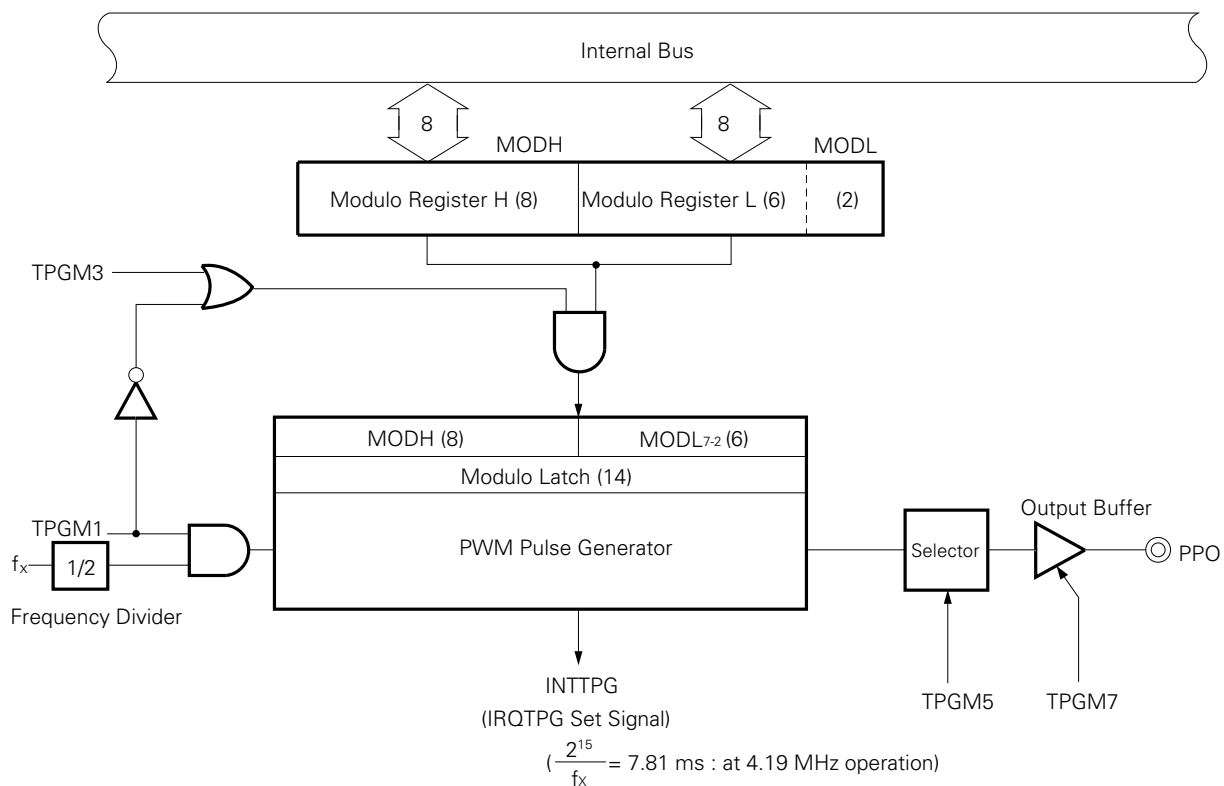 Internal Bus
8
8
MODH
MODL
Modulo Register H (8)
Modulo Register L (6)
(2)
TPGM3
MODH (8)
MODL7-2 (6)
Modulo Latch (14)
TPGM1
Output Buffer
PWM Pulse Generator
Selector
PPO
fX
1/2
Frequency Divider
INTTPG
TPGM5
TPGM7
(IRQTPG Set Signal)
( 2^15 / fX = 7.81 ms : at 4.19 MHz operation)